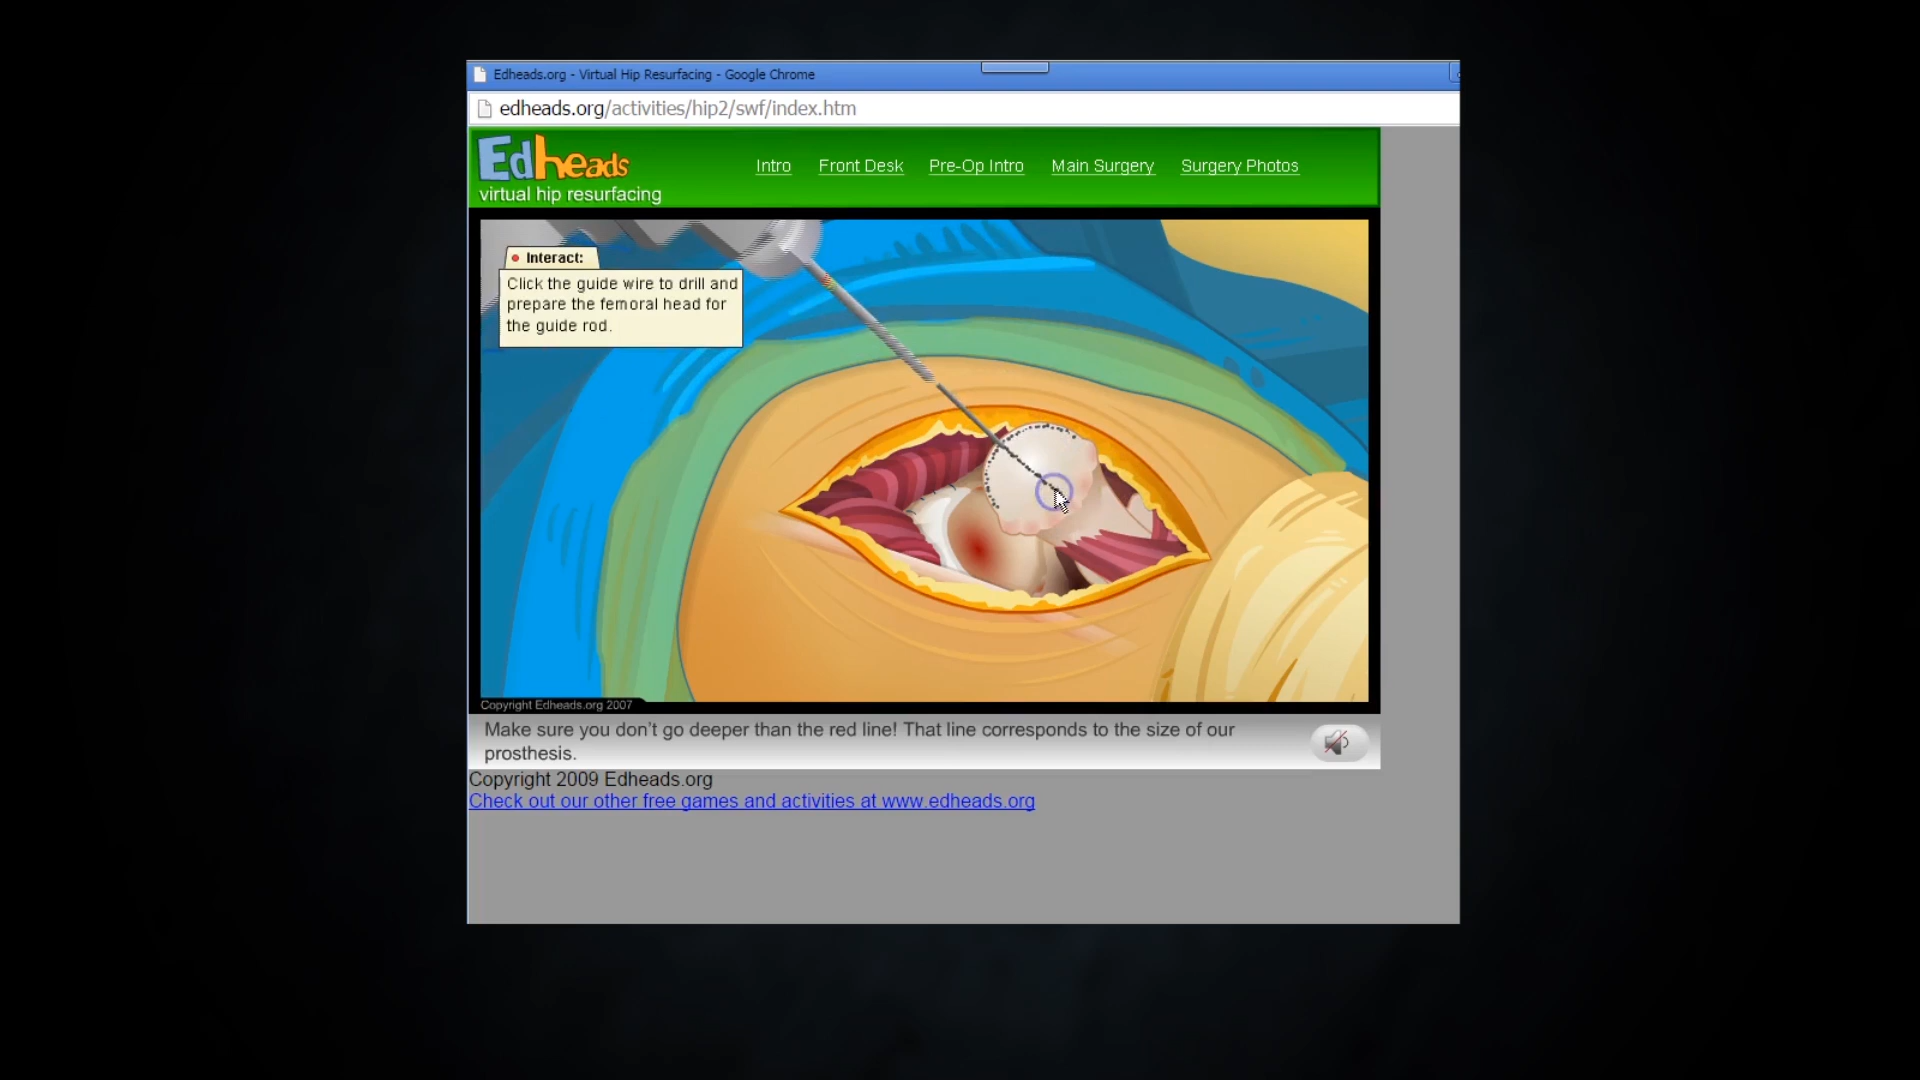 Edheads.org - Virtual Hip Resurfacing - Google Chrome
edheads.org/activities/hip2/swf/index.htm
Edheads
virtual hip resurfacing
Intro Front Desk Pre-Op Intro Main Surgery Surgery Photos
Interact:
Click the guide wire to drill and
prepare the femoral head for
the guide rod.
Copyright Edheads.org 2007
Make sure you don't go deeper than the red line! That line corresponds to the size of our
prosthesis.
Copyright 2009 Edheads.org
Check out our other free games and activities at www.edheads.org